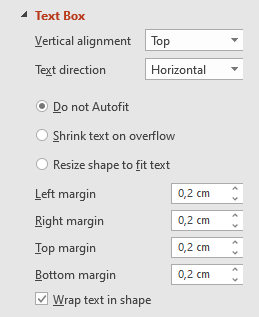 Text Box
Vertical alignment Top
Text direction Horizontal
Do not Autofit
Shrink text on overflow
Resize shape to fit text
Left margin 0,2 cm
Right margin 0,2 cm
Top margin 0,2 cm
Bottom margin 0,2 cm
Wrap text in shape